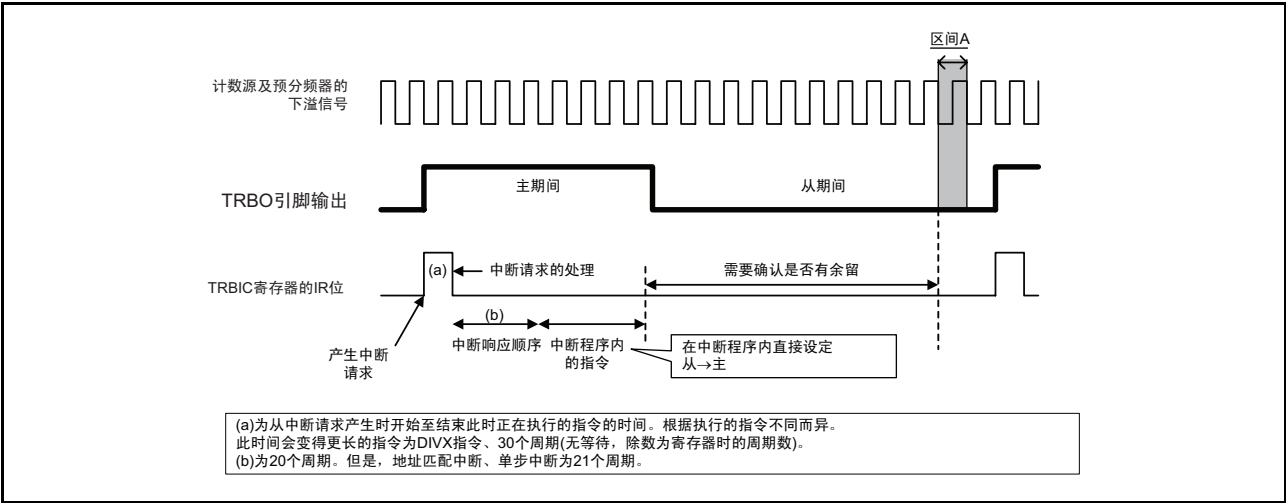 区间A
计数源及预分频器的
下溢信号
主期间
从期间
TRBO引脚输出
(a)
中断请求的处理
需要确认是否有余留
TRBIC寄存器的IR位
(b)
中断响应顺序
中断程序内
的指令
在中断程序内直接设定
从→主
产生中断
请求
(a)为从中断请求产生时开始至结束此时正在执行的指令的时间。根据执行的指令不同而异。
此时间会变得更长的指令为DIVX指令、30个周期(无等待，除数为寄存器时的周期数)。
(b)为20个周期。但是，地址匹配中断、单步中断为21个周期。